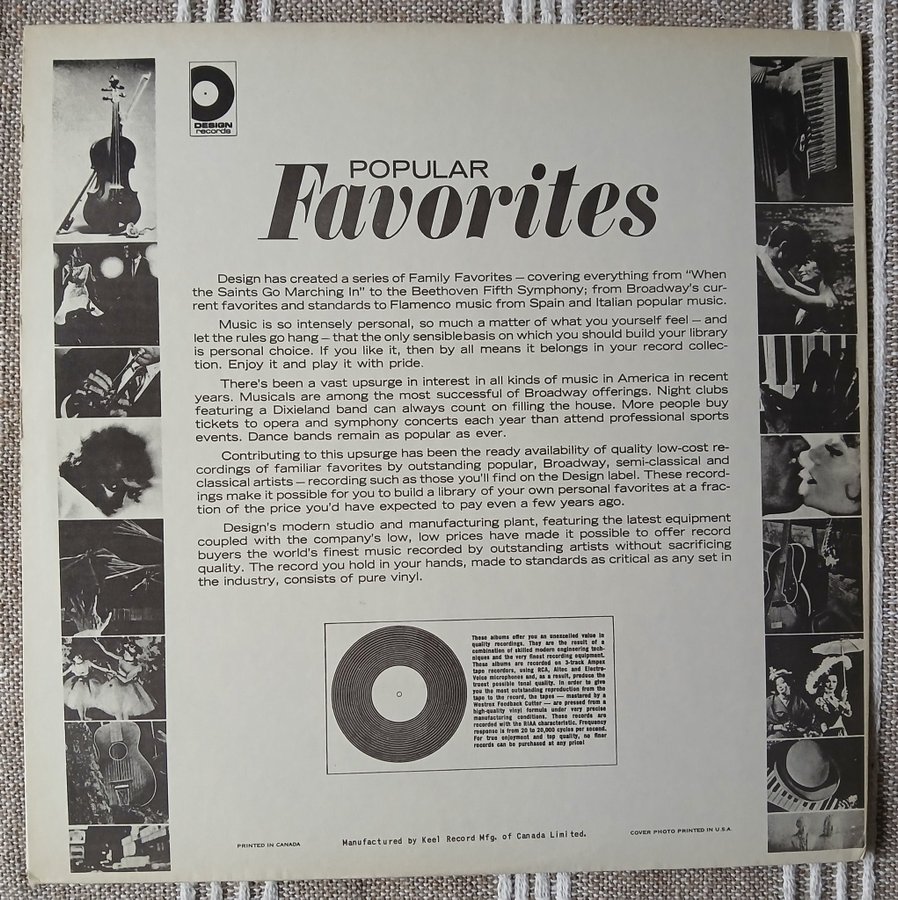 DESIGN
records
POPULAR
Favorites
Design has created a series of Family Favorites — covering everything from "When
the Saints Go Marching In" to the Beethoven Fifth Symphony; from Broadway's cur-
rent favorites and standards to Flamenco music from Spain and Italian popular music.
Music is so intensely personal, so much a matter of what you yourself feel — and
let the rules go hang — that the only sensiblebasis on which you should build your library
is personal choice. If you like it, then by all means it belongs in your record collec-
tion. Enjoy it and play it with pride.
There's been a vast upsurge in interest in all kinds of music in America in recent
years. Musicals are among the most successful of Broadway offerings. Night clubs
featuring a Dixieland band can always count on filling the house. More people buy
tickets to opera and symphony concerts each year than attend professional sports
events. Dance bands remain as popular as ever.
Contributing to this upsurge has been the ready availability of quality low-cost re-
cordings of familiar favorites by outstanding popular, Broadway, semi-classical and
classical artists — recording such as those you'll find on the Design label. These record-
ings make it possible for you to build a library of your own personal favorites at a frac-
tion of the price you'd have expected to pay even a few years ago.
Design's modern studio and manufacturing plant, featuring the latest equipment
coupled with the company's low, low prices have made it possible to offer record
buyers the world's finest music recorded by outstanding artists without sacrificing
quality. The record you hold in your hands, made to standards as critical as any set in
the industry, consists of pure vinyl.
These albums offer you an unexcelled value in
quality recordings. They are the result of a
combination of skilled modern engineering tech-
niques and the very finest recording equipment.
These albums are recorded on 3-track Ampex
tape recorders, using RCA, Altec and Electro-
Voice microphones and, as a result, produce the
truest possible tonal quality. In order to give
you the most outstanding reproduction from the
tape to the record, the tapes — mastered by a
Westrex Feedback Cutter — are pressed from a
high-quality vinyl formula under very precise
manufacturing conditions. These records are
recorded with the RIAA characteristic. Frequency
response is from 20 to 20,000 cycles per second.
For true enjoyment and top quality, no finer
records can be purchased at any price!
PRINTED IN CANADA
Manufactured by Keel Record Mfg. of Canada Limited.
COVER PHOTO PRINTED IN U.S.A